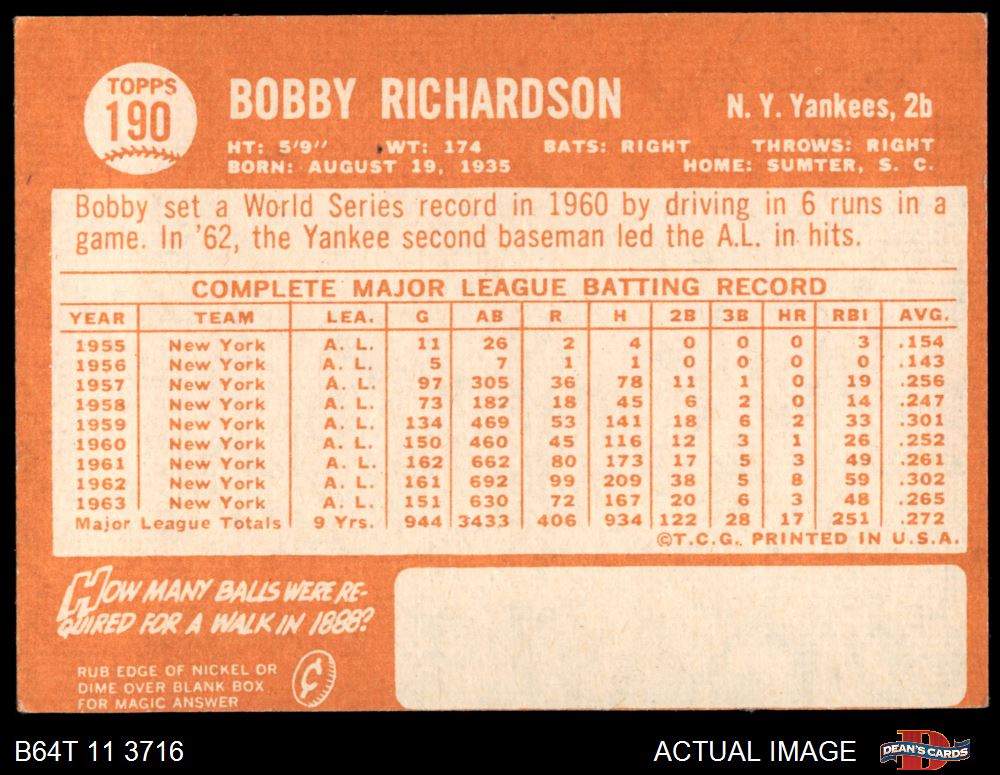 TOPPS
190
BOBBY RICHARDSON
N. Y. Yankees, 2b
HT: 5'9" WT: 174 BATS: RIGHT THROWS: RIGHT
BORN: AUGUST 19, 1935 HOME: SUMTER, S. C.
Bobby set a World Series record in 1960 by driving in 6 runs in a
game. In '62, the Yankee second baseman led the A.L. in hits.
COMPLETE MAJOR LEAGUE BATTING RECORD
YEAR TEAM LEA. G AB R H 2B 3B HR RBI AVG.
1955 New York A. L. 11 26 2 4 0 0 0 3 .154
1956 New York A. L. 5 7 1 1 0 0 0 0 .143
1957 New York A. L. 97 305 36 78 11 1 0 19 .256
1958 New York A. L. 73 182 18 45 6 2 0 14 .247
1959 New York A. L. 134 469 53 141 18 6 2 33 .301
1960 New York A. L. 150 460 45 116 12 3 1 26 .252
1961 New York A. L. 162 662 80 173 17 5 3 49 .261
1962 New York A. L. 161 692 99 209 38 5 8 59 .302
1963 New York A. L. 151 630 72 167 20 6 3 48 .265
Major League Totals 9 Yrs. 944 3433 406 934 122 28 17 251 .272
©T.C.G. PRINTED IN U.S.A.
HOW MANY BALLS WERE RE-
QUIRED FOR A WALK IN 1888?
RUB EDGE OF NICKEL OR
DIME OVER BLANK BOX
FOR MAGIC ANSWER
¢
B64T 11 3716
ACTUAL IMAGE
D
DEAN'S CARDS